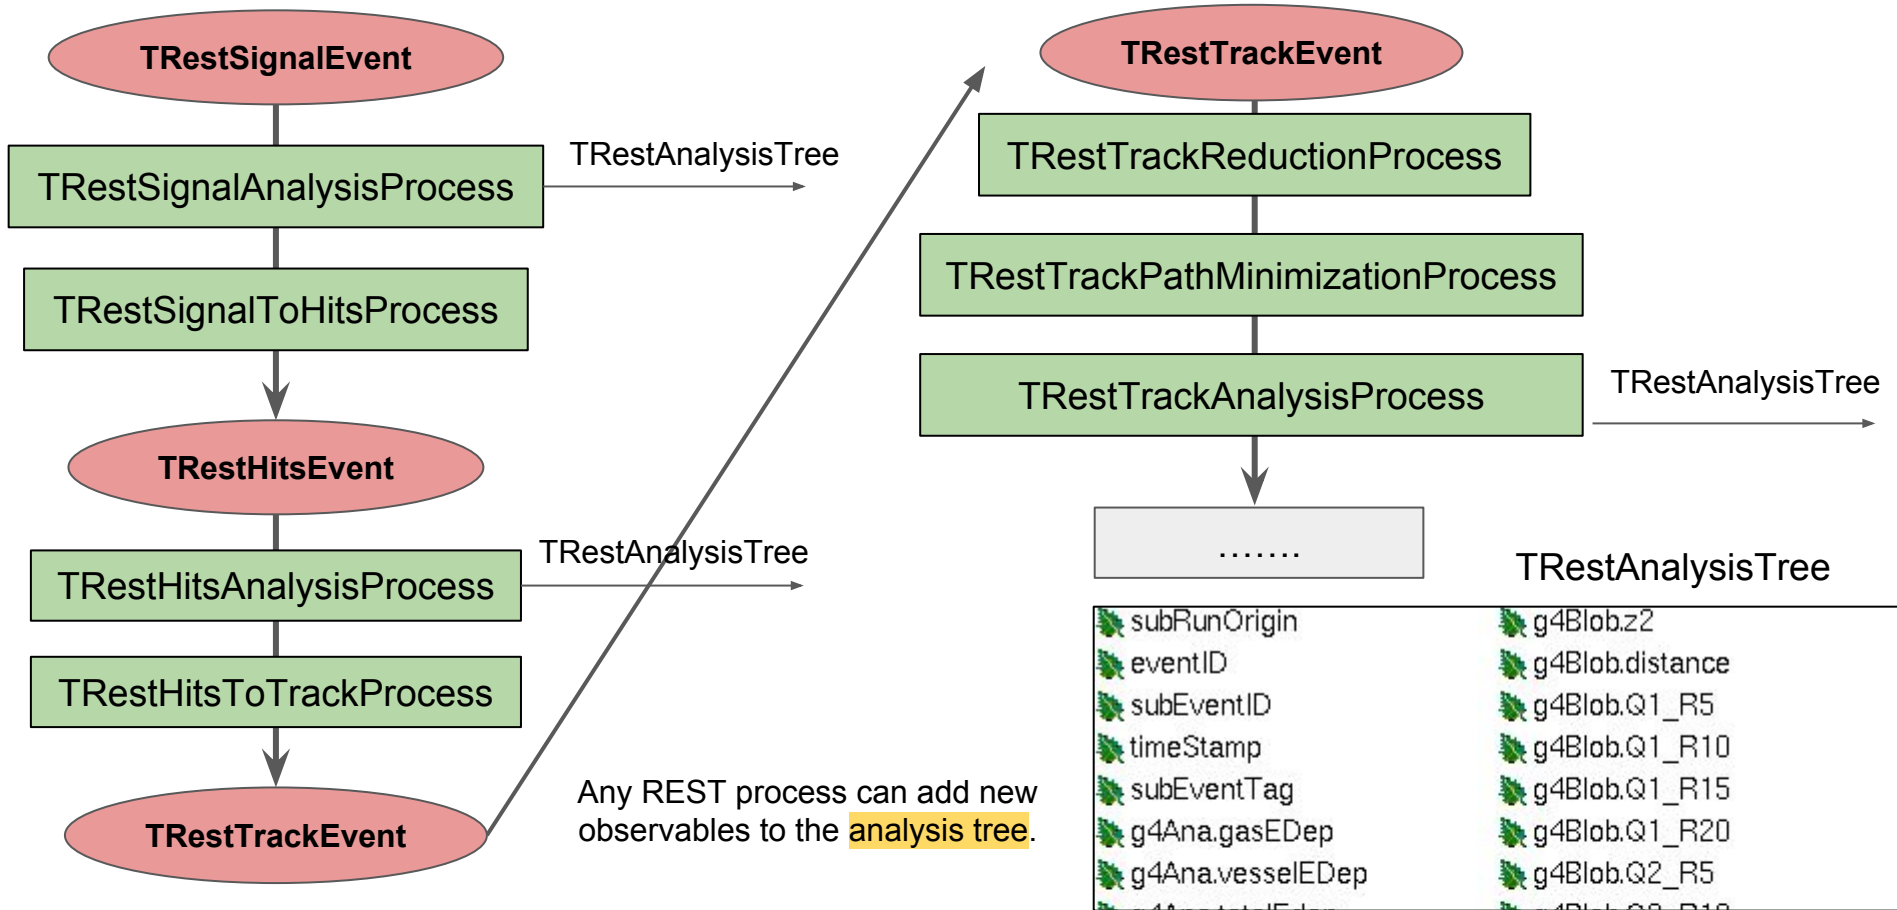 TRestSignalEvent
TRestSignalAnalysisProcess
TRestAnalysisTree
TRestSignalToHitsProcess
TRestHitsEvent
TRestHitsAnalysisProcess
TRestAnalysisTree
TRestHitsToTrackProcess
TRestTrackEvent
TRestTrackEvent
TRestTrackReductionProcess
TRestTrackPathMinimizationProcess
TRestTrackAnalysisProcess
TRestAnalysisTree
.......
Any REST process can add new
observables to the analysis tree.
TRestAnalysisTree
subRunOrigin
eventID
subEventID
timeStamp
subEventTag
g4Ana.gasEDep
g4Ana.vesselEDep
g4Blob.z2
g4Blob.distance
g4Blob.Q1_R5
g4Blob.Q1_R10
g4Blob.Q1_R15
g4Blob.Q1_R20
g4Blob.Q2_R5